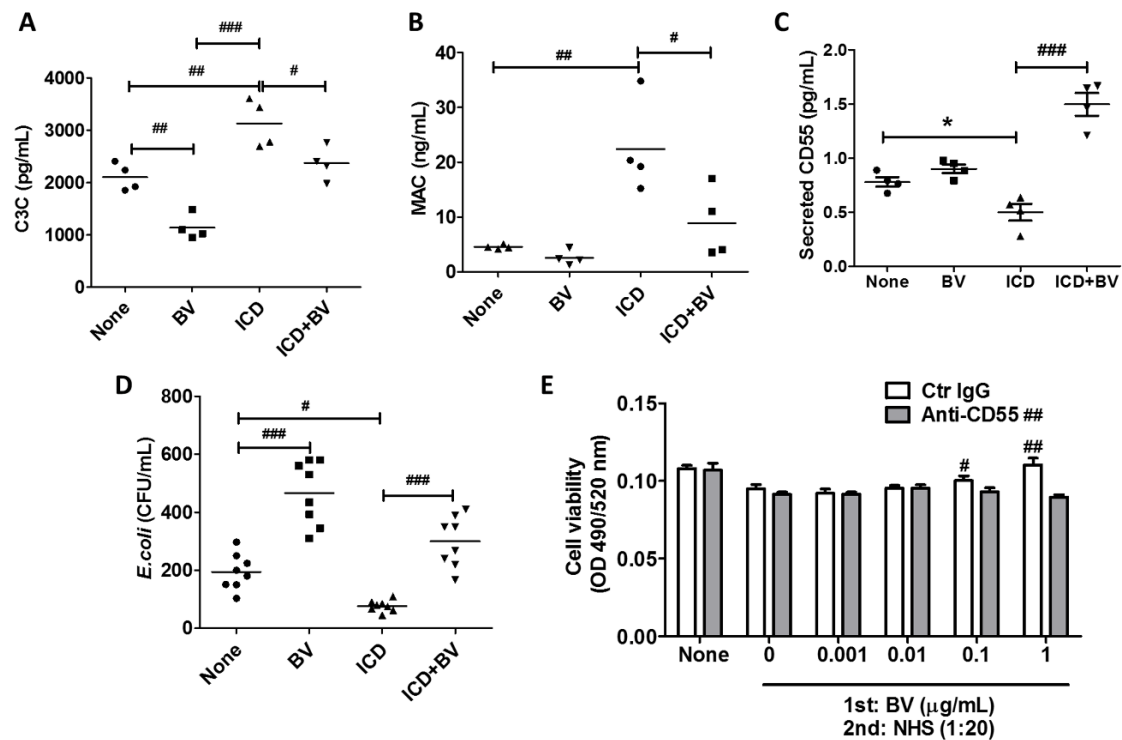 A
###
##
#
##
C3C (pg/mL)
4000
3000
2000
1000
0
None
BV
ICD
ICD+BV
B
##
#
MAC (ng/mL)
40
30
20
10
0
None
BV
ICD
ICD+BV
C
###
*
Secreted CD55 (pg/mL)
2.0
1.5
1.0
0.5
0.0
None
BV
ICD
ICD+BV
D
#
###
###
E.coli (CFU/mL)
800
600
400
200
0
None
BV
ICD
ICD+BV
E
Ctr IgG
Anti-CD55
##
##
#
Cell viability
(OD 490/520 nm)
0.15
0.10
0.05
0.00
None
0
0.001
0.01
0.1
1
1st: BV (μg/mL)
2nd: NHS (1:20)